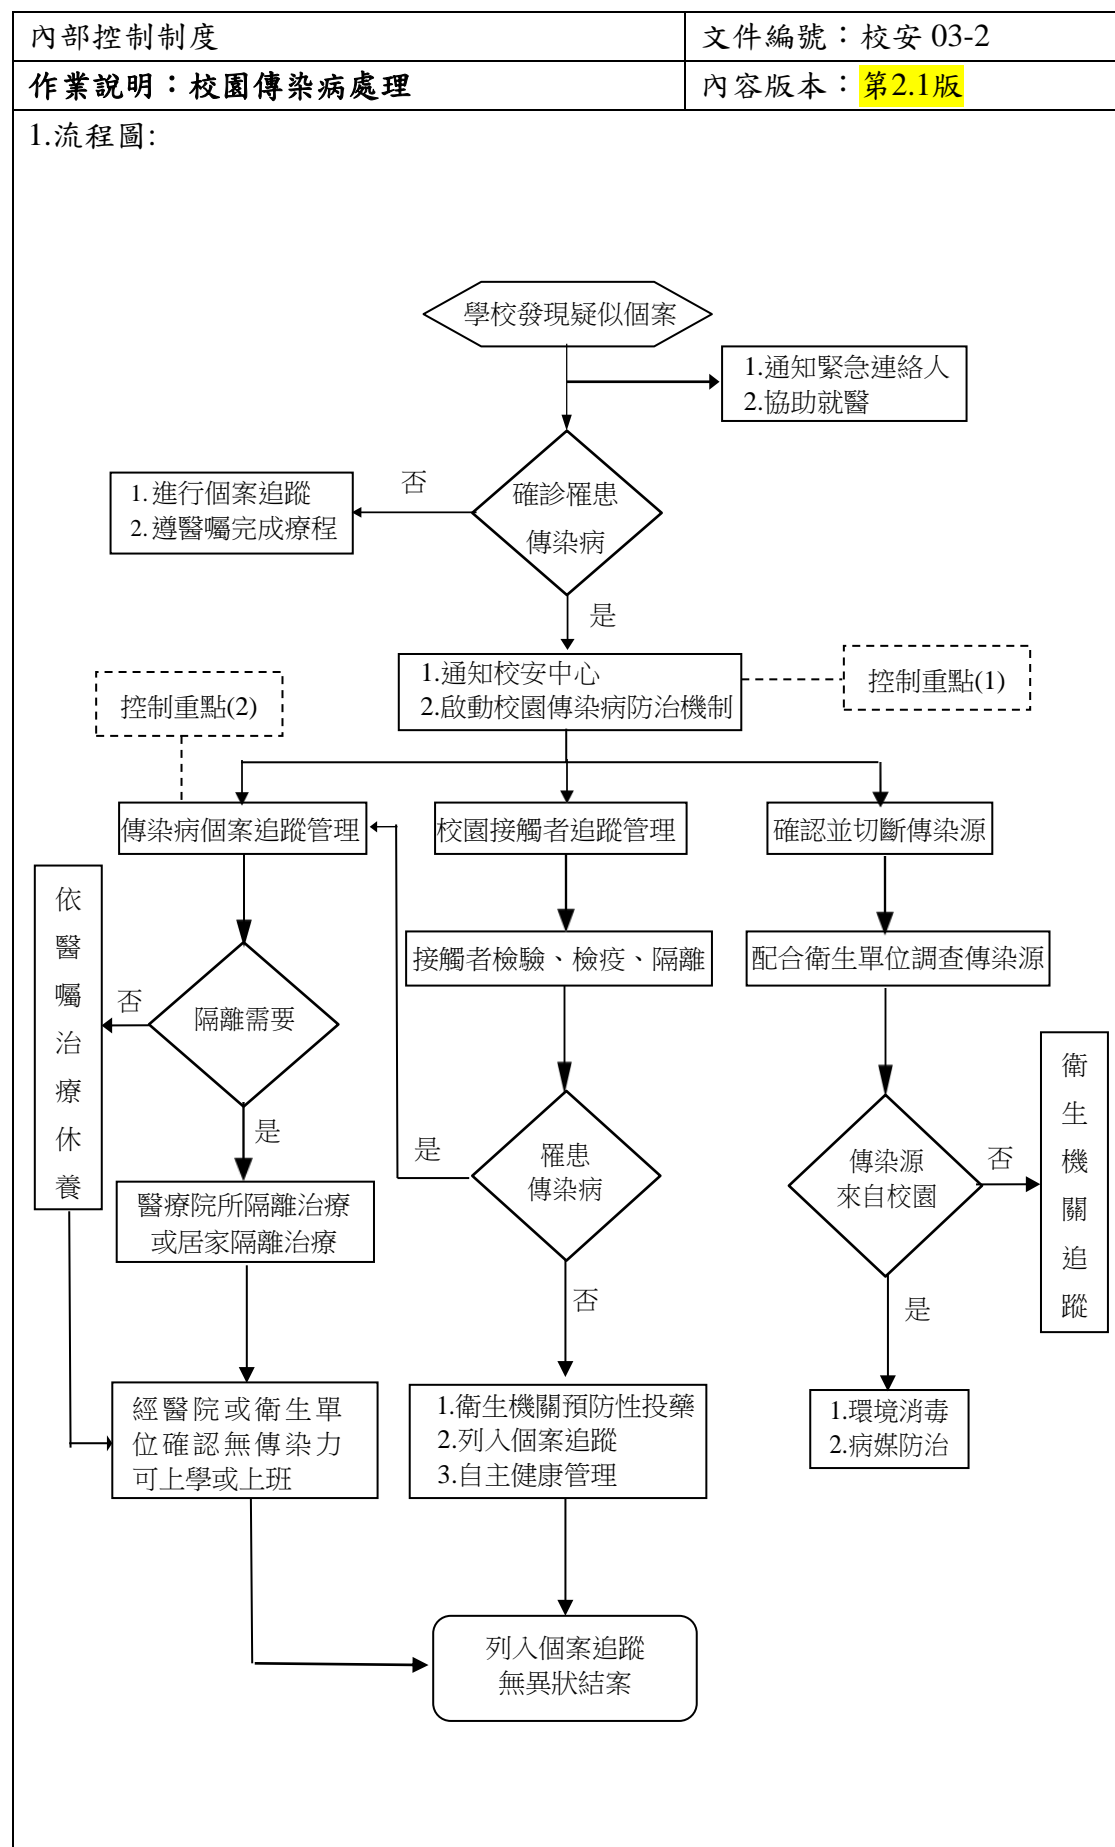 內部控制制度
文件編號：校安 03-2
作業說明：校園傳染病處理
內容版本：第2.1版
1.流程圖:
學校發現疑似個案
1.通知緊急連絡人
2.協助就醫
確診罹患
傳染病
否
1.進行個案追蹤
2.遵醫囑完成療程
是
1.通知校安中心
2.啟動校園傳染病防治機制
控制重點(1)
控制重點(2)
傳染病個案追蹤管理
校園接觸者追蹤管理
確認並切斷傳染源
依醫囑治療休養
接觸者檢驗、檢疫、隔離
配合衛生單位調查傳染源
否
隔離需要
是
衛生機關追蹤
是
罹患
傳染病
傳染源
來自校園
否
醫療院所隔離治療
或居家隔離治療
否
是
經醫院或衛生單
位確認無傳染力
可上學或上班
1.衛生機關預防性投藥
2.列入個案追蹤
3.自主健康管理
1.環境消毒
2.病媒防治
列入個案追蹤
無異狀結案